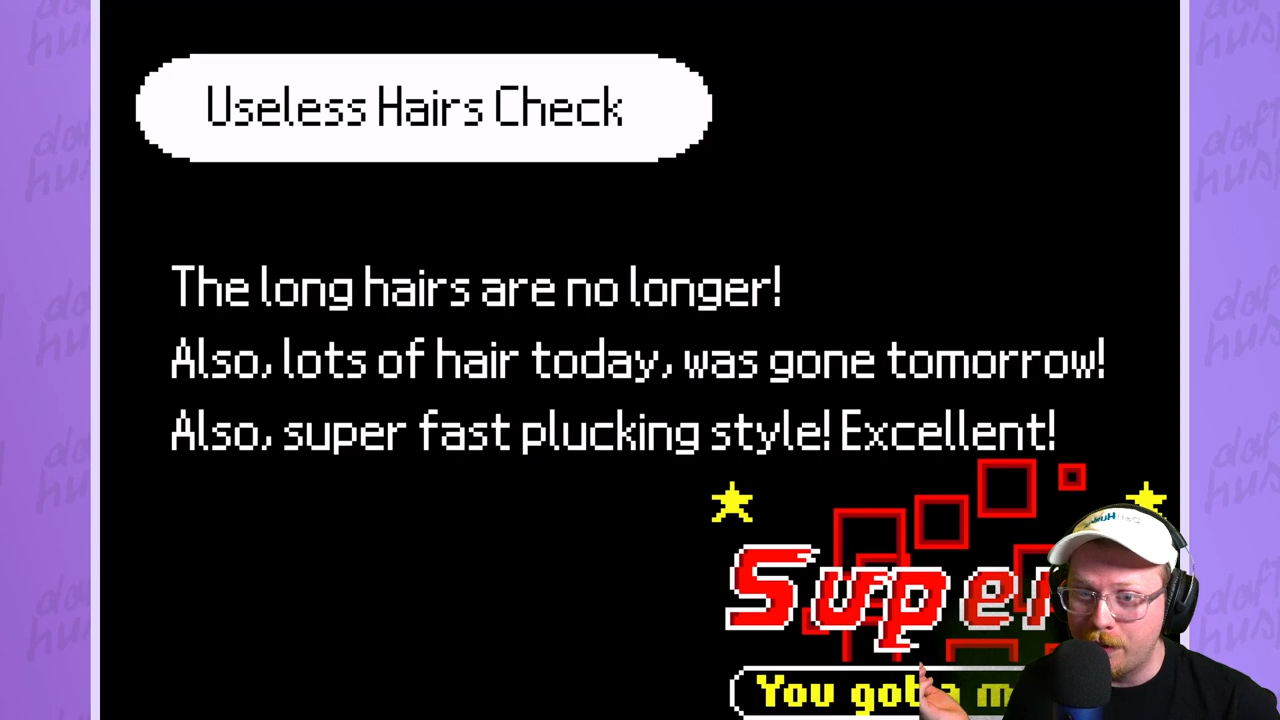 Useless Hairs Check
The long hairs are no longer!
Also, lots of hair today, was gone tomorrow!
Also, super fast plucking style! Excellent!
Super
You got a m
daft